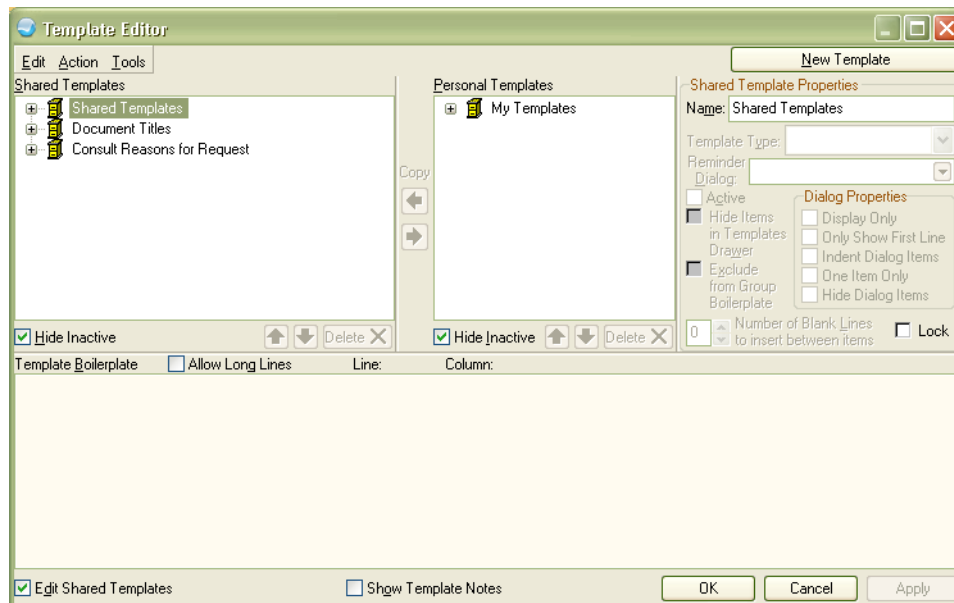 Template Editor
Edit Action Tools
New Template
Shared Templates
Shared Templates
Document Titles
Consult Reasons for Request
Hide Inactive
Delete
Copy
Personal Templates
My Templates
Hide Inactive
Delete
Shared Template Properties
Name: Shared Templates
Template Type:
Reminder
Dialog:
Active
Hide Items
in Templates
Drawer
Exclude
from Group
Boilerplate
Dialog Properties
Display Only
Only Show First Line
Indent Dialog Items
One Item Only
Hide Dialog Items
0 Number of Blank Lines
to insert between items
Lock
Template Boilerplate Allow Long Lines Line: Column:
Edit Shared Templates Show Template Notes OK Cancel Apply